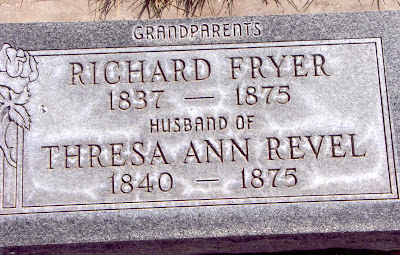 GRANDPARENTS
RICHARD FRYER
1837 — 1875
HUSBAND OF
THRESA ANN REVEL
1840 — 1875